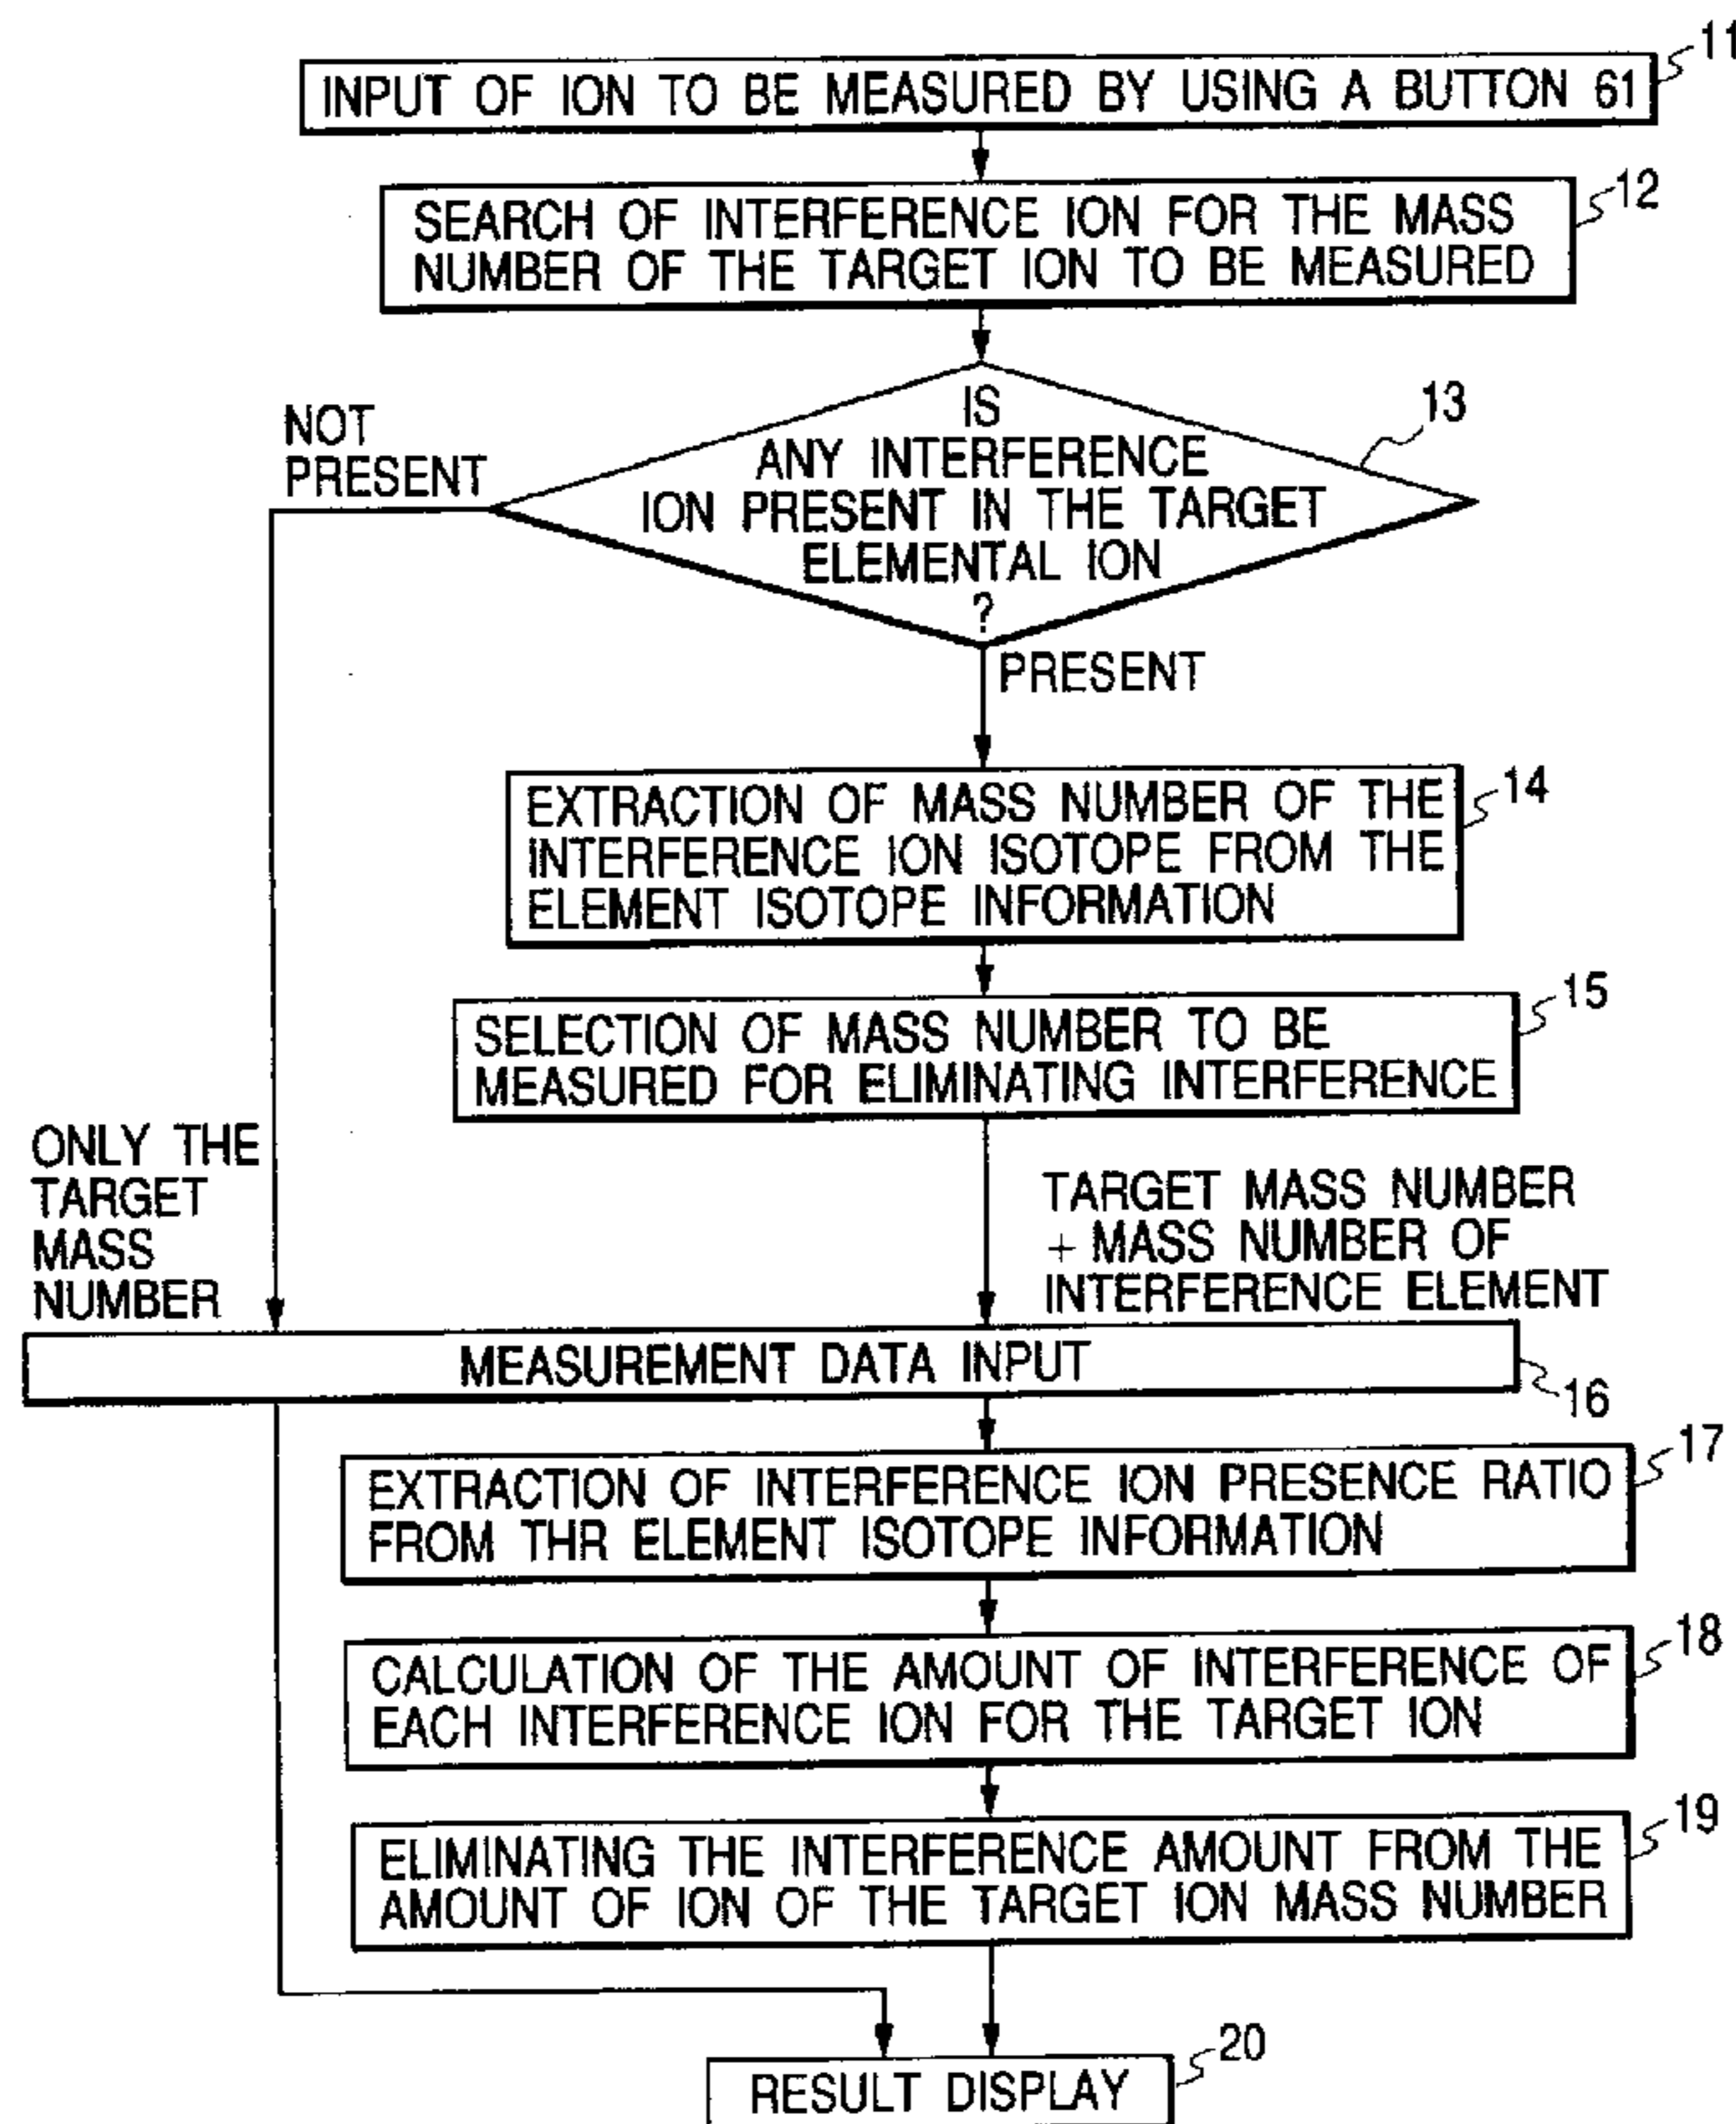 11
INPUT OF ION TO BE MEASURED BY USING A BUTTON 61
12
SEARCH OF INTERFERENCE ION FOR THE MASS
NUMBER OF THE TARGET ION TO BE MEASURED
13
IS
ANY INTERFERENCE
ION PRESENT IN THE TARGET
ELEMENTAL ION
?
NOT
PRESENT
PRESENT
14
EXTRACTION OF MASS NUMBER OF THE
INTERFERENCE ION ISOTOPE FROM THE
ELEMENT ISOTOPE INFORMATION
15
SELECTION OF MASS NUMBER TO BE
MEASURED FOR ELIMINATING INTERFERENCE
ONLY THE
TARGET
MASS
NUMBER
TARGET MASS NUMBER
+ MASS NUMBER OF
INTERFERENCE ELEMENT
MEASUREMENT DATA INPUT
16
17
EXTRACTION OF INTERFERENCE ION PRESENCE RATIO
FROM THR ELEMENT ISOTOPE INFORMATION
18
CALCULATION OF THE AMOUNT OF INTERFERENCE OF
EACH INTERFERENCE ION FOR THE TARGET ION
19
ELIMINATING THE INTERFERENCE AMOUNT FROM THE
AMOUNT OF ION OF THE TARGET ION MASS NUMBER
20
RESULT DISPLAY